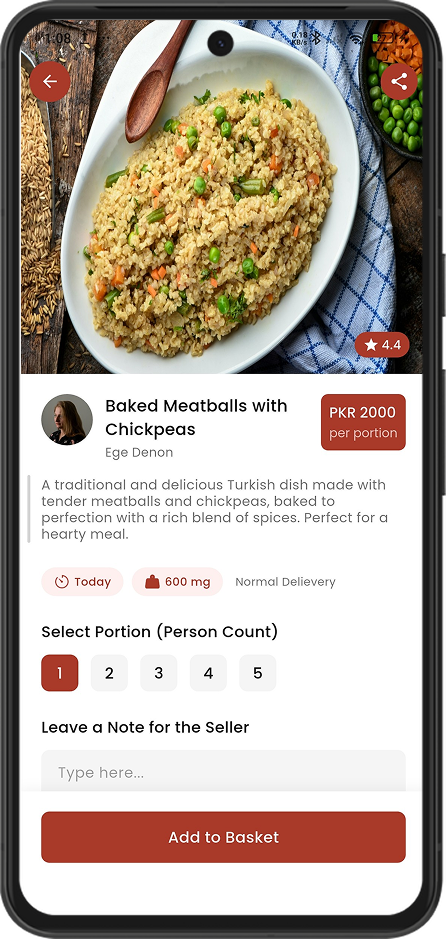 1:08
0.18
KB/s
4.4
Baked Meatballs with
Chickpeas
PKR 2000
per portion
Ege Denon
A traditional and delicious Turkish dish made with
tender meatballs and chickpeas, baked to
perfection with a rich blend of spices. Perfect for a
hearty meal.
Today
600 mg
Normal Delievery
Select Portion (Person Count)
1
2
3
4
5
Leave a Note for the Seller
Type here...
Add to Basket